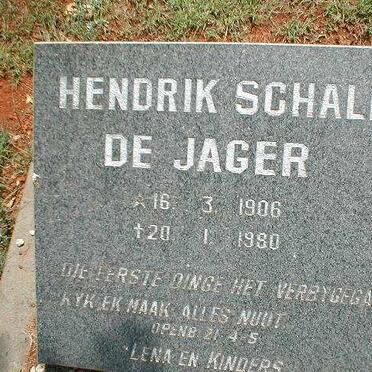 HENDRIK SCHAL
DE JAGER
*16 3. 1906
†20 1. 1980
DIE EERSTE DINGE HET VERBYGEGA
KYK, EK MAAK ALLES NUUT
OPENB. 21 4-5
LENA EN KINDERS